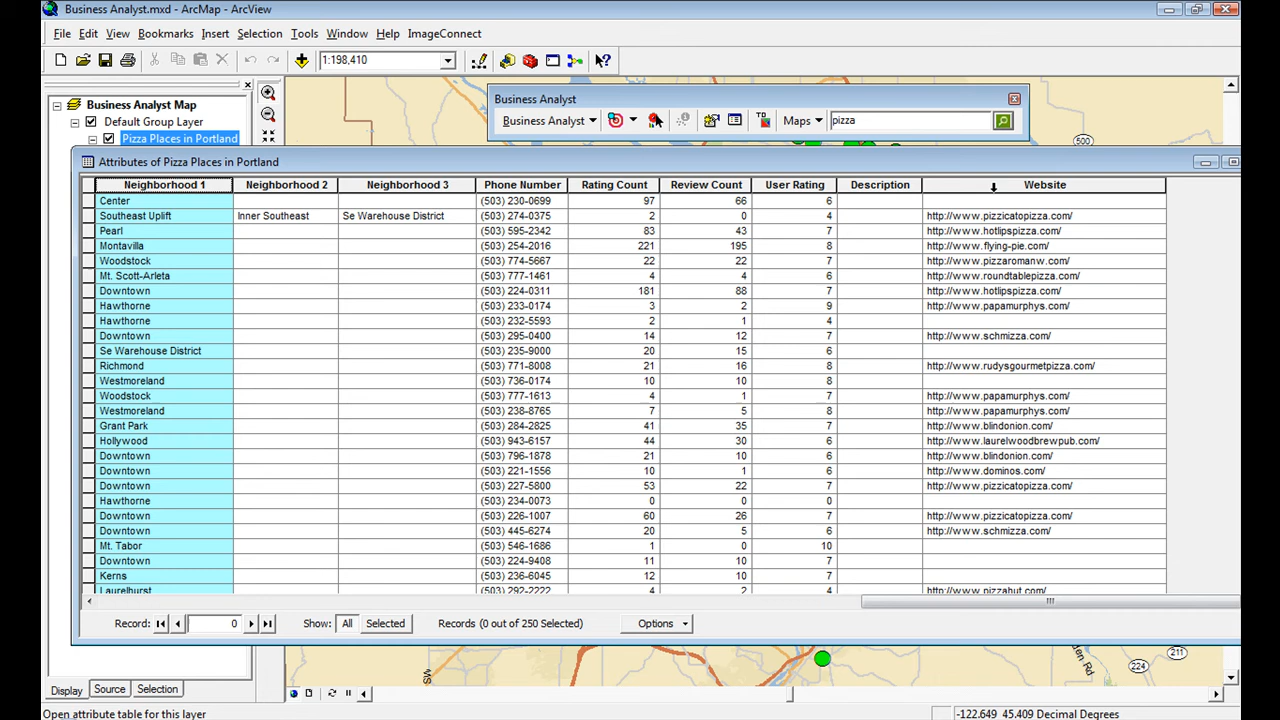 Business Analyst.mxd - ArcMap - ArcView
File Edit View Bookmarks Insert Selection Tools Window Help ImageConnect
1:198,410
Business Analyst Map
Default Group Layer
Pizza Places in Portland
Business Analyst
Business Analyst Maps pizza
500
Attributes of Pizza Places in Portland
Neighborhood 1 Neighborhood 2 Neighborhood 3 Phone Number Rating Count Review Count User Rating Description Website
Center (503) 230-0699 97 66 6
Southeast Uplift Inner Southeast Se Warehouse District (503) 274-0375 2 0 4 http://www.pizzicatopizza.com/
Pearl (503) 595-2342 83 43 7 http://www.hotlipspizza.com/
Montavilla (503) 254-2016 221 195 8 http://www.flying-pie.com/
Woodstock (503) 774-5667 22 22 7 http://www.pizzaromanw.com/
Mt. Scott-Arleta (503) 777-1461 4 4 6 http://www.roundtablepizza.com/
Downtown (503) 224-0311 181 88 7 http://www.hotlipspizza.com/
Hawthorne (503) 233-0174 3 2 9 http://www.papamurphys.com/
Hawthorne (503) 232-5593 2 1 4
Downtown (503) 295-0400 14 12 7 http://www.schmizza.com/
Se Warehouse District (503) 235-9000 20 15 6
Richmond (503) 771-8008 21 16 8 http://www.rudysgourmetpizza.com/
Westmoreland (503) 736-0174 10 10 8
Woodstock (503) 777-1613 4 1 7 http://www.papamurphys.com/
Westmoreland (503) 238-8765 7 5 8 http://www.papamurphys.com/
Grant Park (503) 284-2825 41 35 7 http://www.blindonion.com/
Hollywood (503) 943-6157 44 30 6 http://www.laurelwoodbrewpub.com/
Downtown (503) 796-1878 21 10 6 http://www.blindonion.com/
Downtown (503) 221-1556 10 1 6 http://www.dominos.com/
Downtown (503) 227-5800 53 22 7 http://www.pizzicatopizza.com/
Hawthorne (503) 234-0073 0 0 0
Downtown (503) 226-1007 60 26 7 http://www.pizzicatopizza.com/
Downtown (503) 445-6274 20 5 6 http://www.schmizza.com/
Mt. Tabor (503) 546-1686 1 0 10
Downtown (503) 224-9408 11 10 7
Kerns (503) 236-6045 12 10 7
Laurelhurst (503) 292-2222 4 2 4 http://www.pizzahut.com/
Record: 0 Show: All Selected Records (0 out of 250 Selected) Options
211
224
Rd
Display Source Selection
Open attribute table for this layer -122.649 45.409 Decimal Degrees